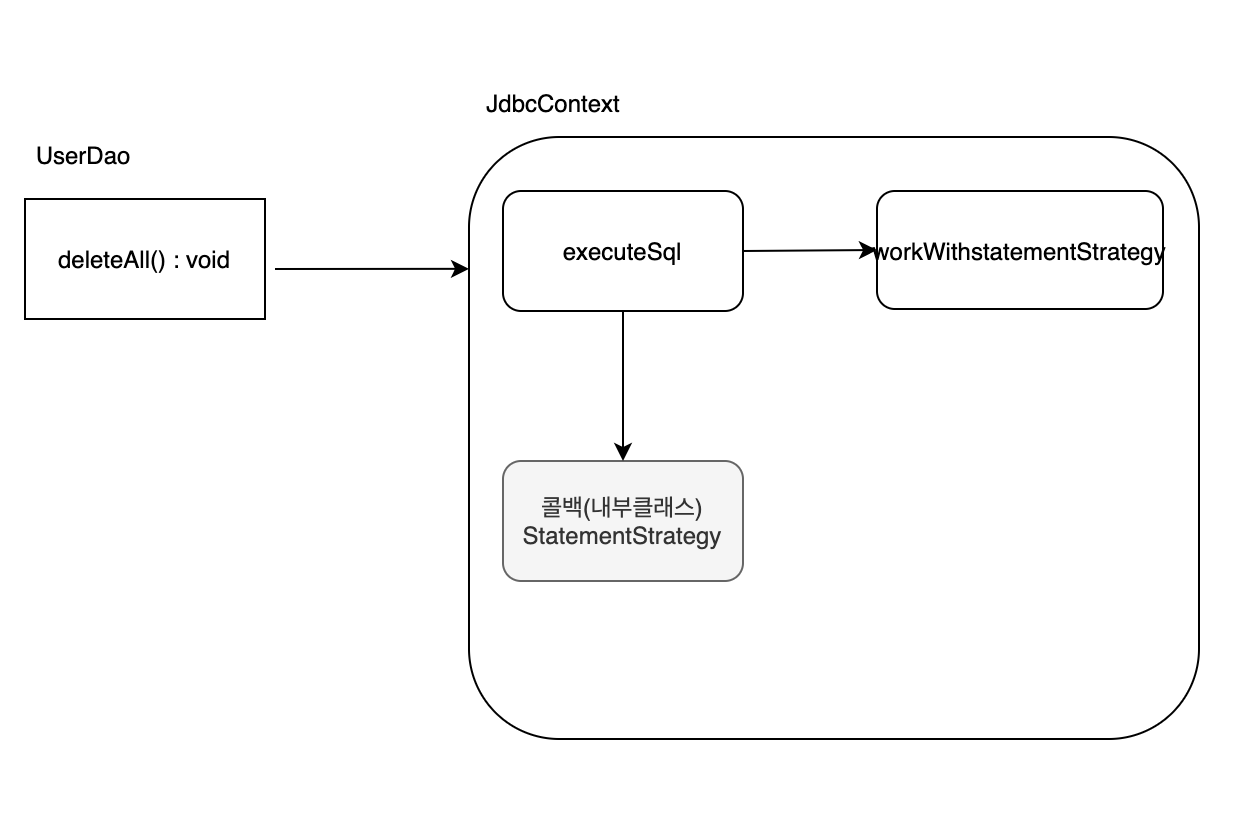 JdbcContext
UserDao
deleteAll() : void
executeSql
workWithstatementStrategy
콜백(내부클래스)
StatementStrategy